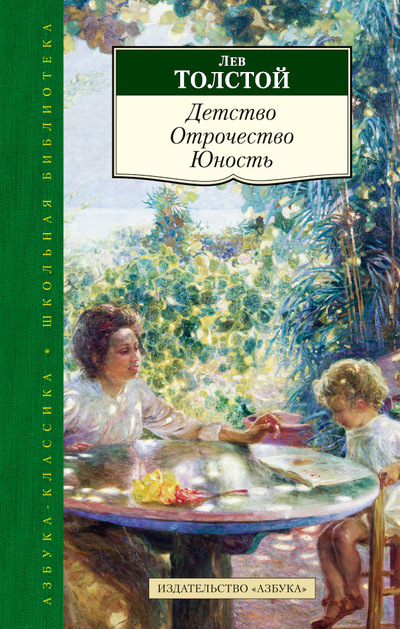 Лев
ТОЛСТОЙ
Детство
Отрочество
Юность
АЗБУКА-КЛАССИКА * ШКОЛЬНАЯ БИБЛИОТЕКА
ИЗДАТЕЛЬСТВО «АЗБУКА»